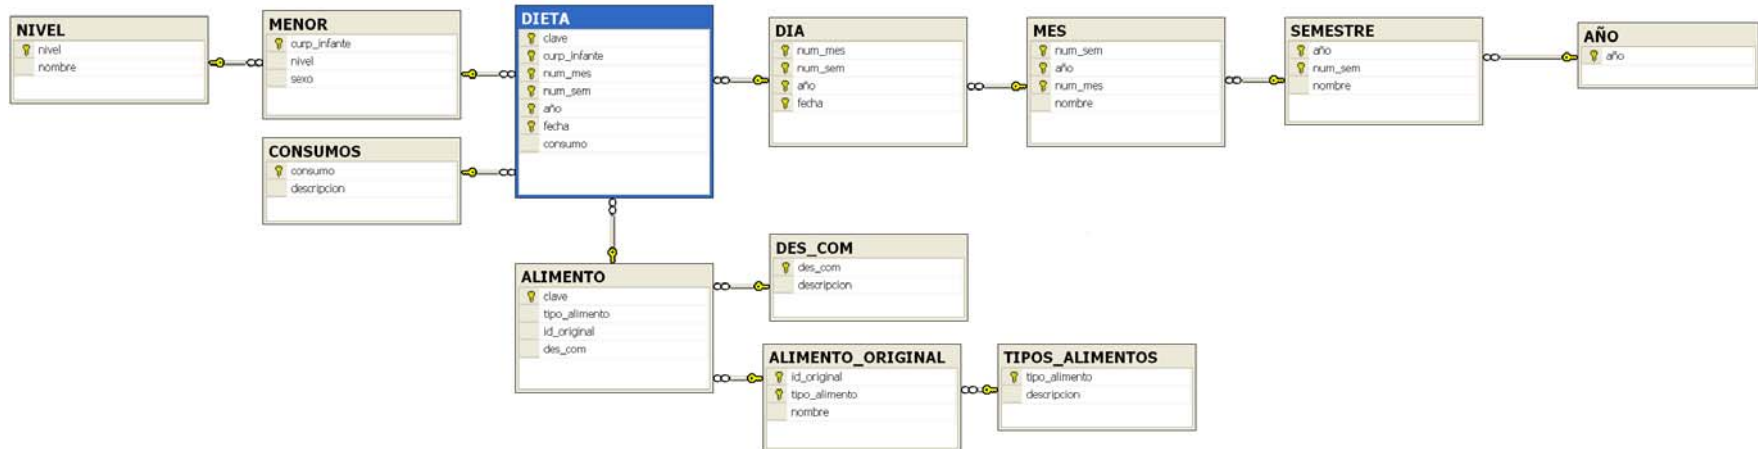 NIVEL
nivel
nombre
MENOR
curp_infante
nivel
sexo
CONSUMOS
consumo
descripcion
DIETA
clave
curp_infante
num_mes
num_sem
año
fecha
consumo
ALIMENTO
clave
tipo_alimento
id_original
des_com
DIA
num_mes
num_sem
año
fecha
MES
num_sem
año
num_mes
nombre
SEMESTRE
año
num_sem
nombre
AÑO
año
DES_COM
des_com
descripcion
ALIMENTO_ORIGINAL
id_original
tipo_alimento
nombre
TIPOS_ALIMENTOS
tipo_alimento
descripcion